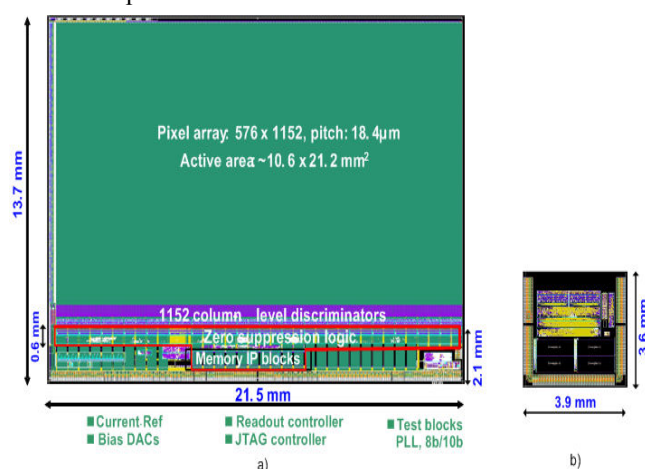 13.7 mm
Pixel array: 576 x 1152, pitch: 18.4µm
Active area ~10.6 x 21.2 mm²
1152 column level discriminators
0.6 mm
Zero suppression logic
Memory IP blocks
2.1 mm
21.5 mm
3.6 mm
3.9 mm
■ Current Ref ■ Readout controller ■ Test blocks
■ Bias DACs ■ JTAG controller PLL, 8b/10b
a) b)